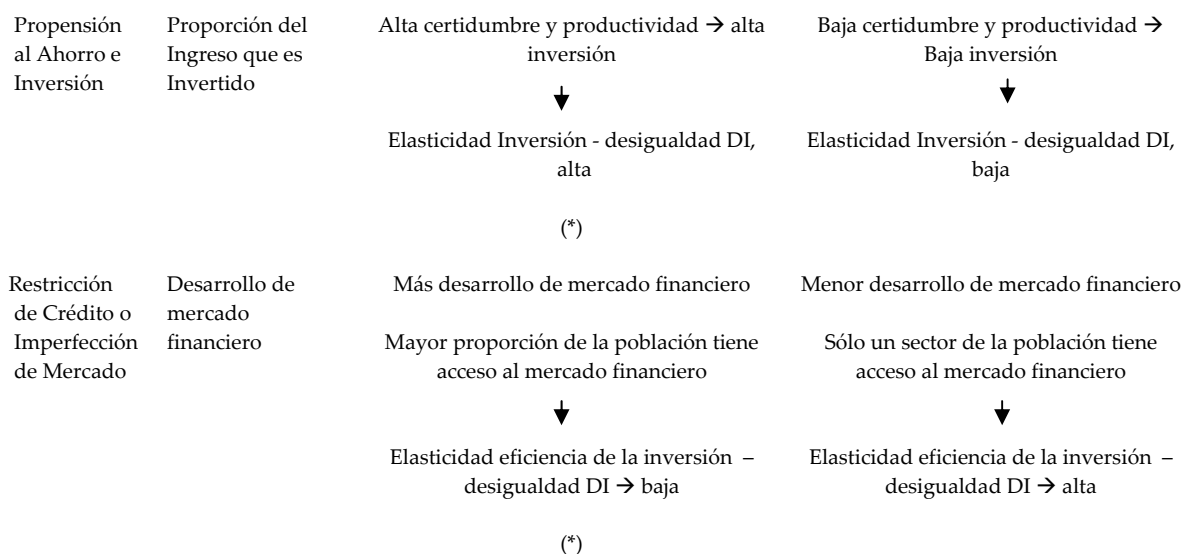 Propensión
al Ahorro e
Inversión
Proporción del
Ingreso que es
Invertido
Alta certidumbre y productividad → alta
inversión
Baja certidumbre y productividad →
Baja inversión
Elasticidad Inversión - desigualdad DI,
alta
Elasticidad Inversión - desigualdad DI,
baja
(*)
Restricción
de Crédito o
Imperfección
de Mercado
Desarrollo de
mercado
financiero
Más desarrollo de mercado financiero
Menor desarrollo de mercado financiero
Mayor proporción de la población tiene
acceso al mercado financiero
Sólo un sector de la población tiene
acceso al mercado financiero
Elasticidad eficiencia de la inversión –
desigualdad DI → baja
Elasticidad eficiencia de la inversión –
desigualdad DI → alta
(*)